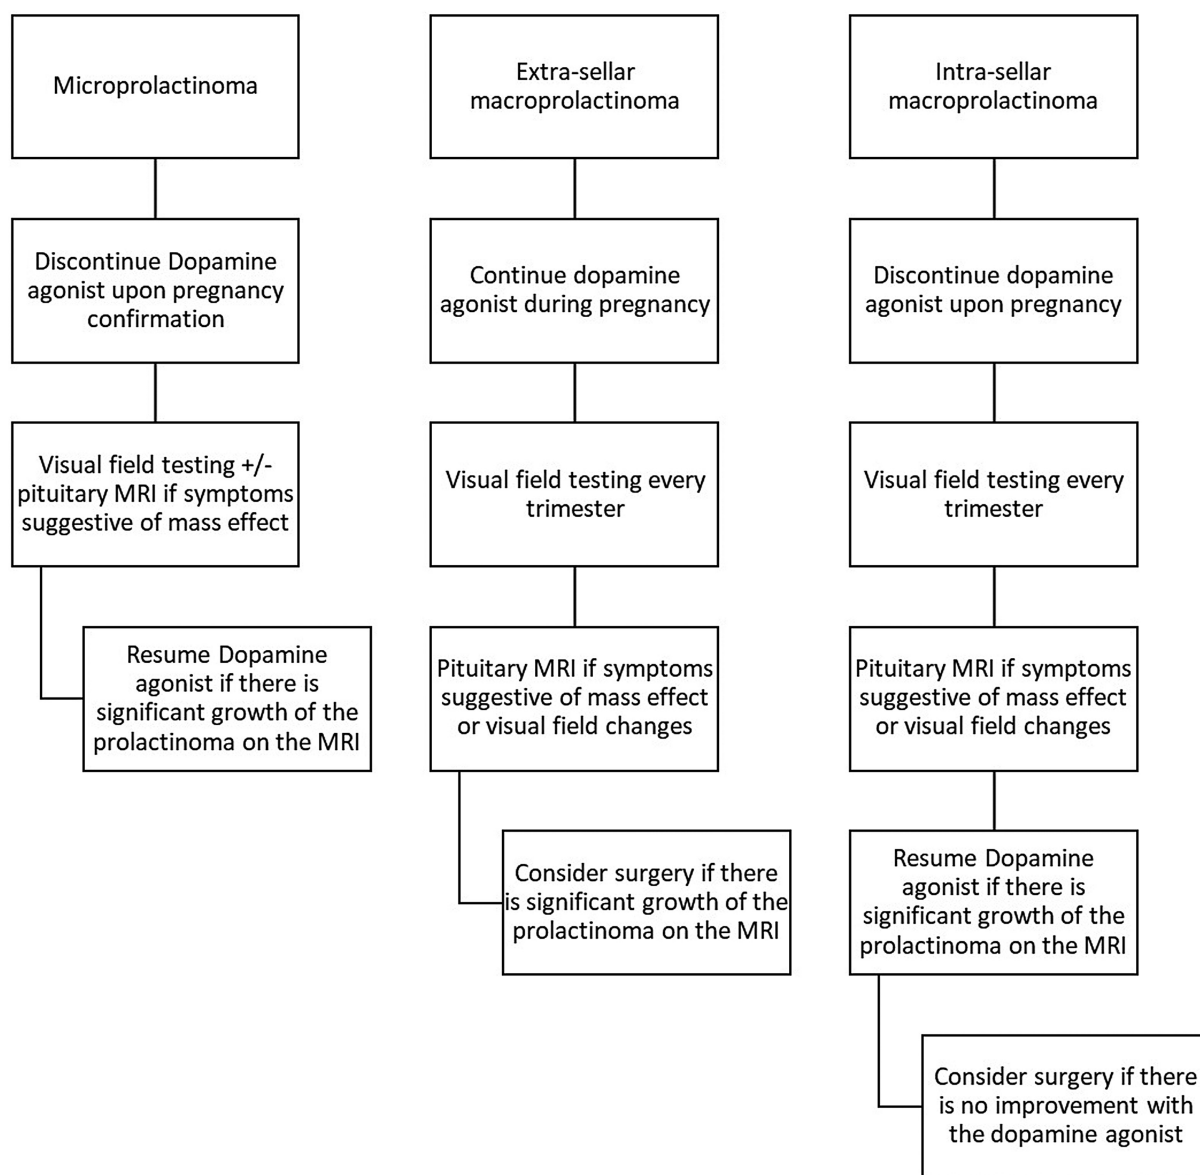 Microprolactinoma
Discontinue Dopamine
agonist upon pregnancy
confirmation
Visual field testing +/-
pituitary MRI if symptoms
suggestive of mass effect
Resume Dopamine
agonist if there is
significant growth of the
prolactinoma on the MRI
Extra-sellar
macroprolactinoma
Continue dopamine
agonist during pregnancy
Visual field testing every
trimester
Pituitary MRI if symptoms
suggestive of mass effect
or visual field changes
Consider surgery if there
is significant growth of the
prolactinoma on the MRI
Intra-sellar
macroprolactinoma
Discontinue dopamine
agonist upon pregnancy
Visual field testing every
trimester
Pituitary MRI if symptoms
suggestive of mass effect
or visual field changes
Resume Dopamine
agonist if there is
significant growth of the
prolactinoma on the MRI
Consider surgery if there
is no improvement with
the dopamine agonist